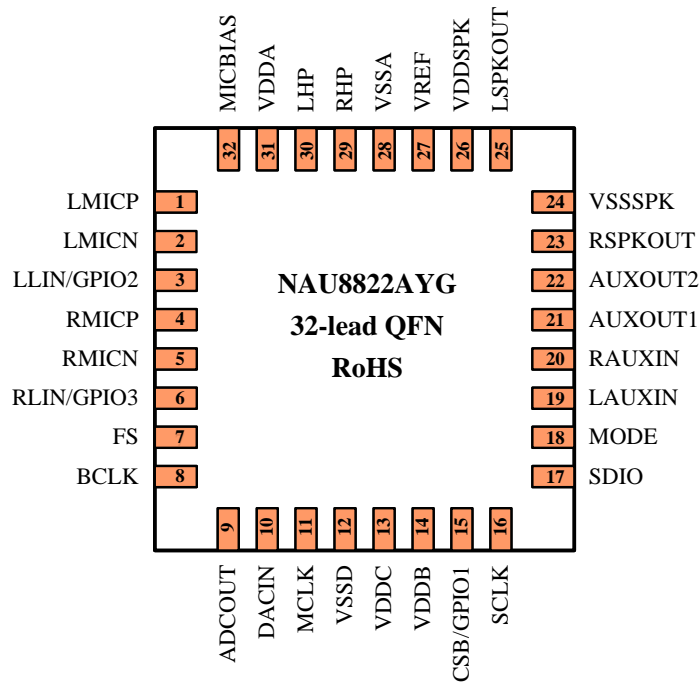 MICBIAS
VDDA
LHP
RHP
VSSA
VREF
VDDSPK
LSPKOUT
32
31
30
29
28
27
26
25
LMICP 1
LMICN 2
LLIN/GPIO2 3
RMICP 4
RMICN 5
RLIN/GPIO3 6
FS 7
BCLK 8
NAU8822AYG
32-lead QFN
RoHS
24 VSSSPK
23 RSPKOUT
22 AUXOUT2
21 AUXOUT1
20 RAUXIN
19 LAUXIN
18 MODE
17 SDIO
9
10
11
12
13
14
15
16
ADCOUT
DACIN
MCLK
VSSD
VDDC
VDDB
CSB/GPIO1
SCLK